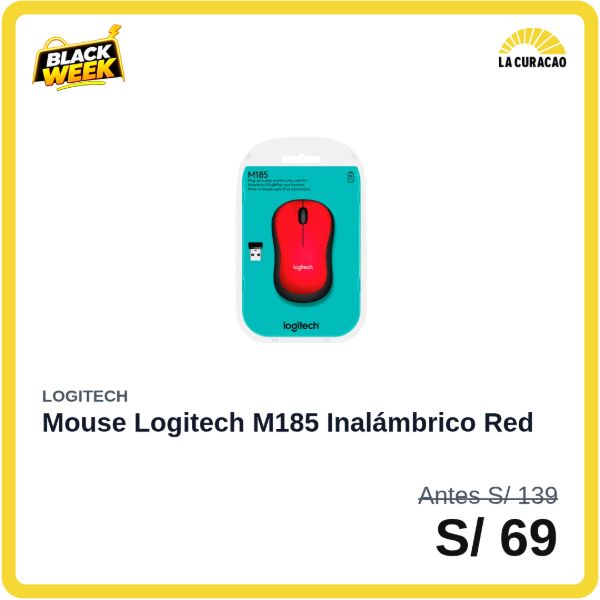 BLACK
WEEK
LA CURACAO
M185
logitech
logitech
LOGITECH
Mouse Logitech M185 Inalámbrico Red
Antes S/ 139
S/ 69